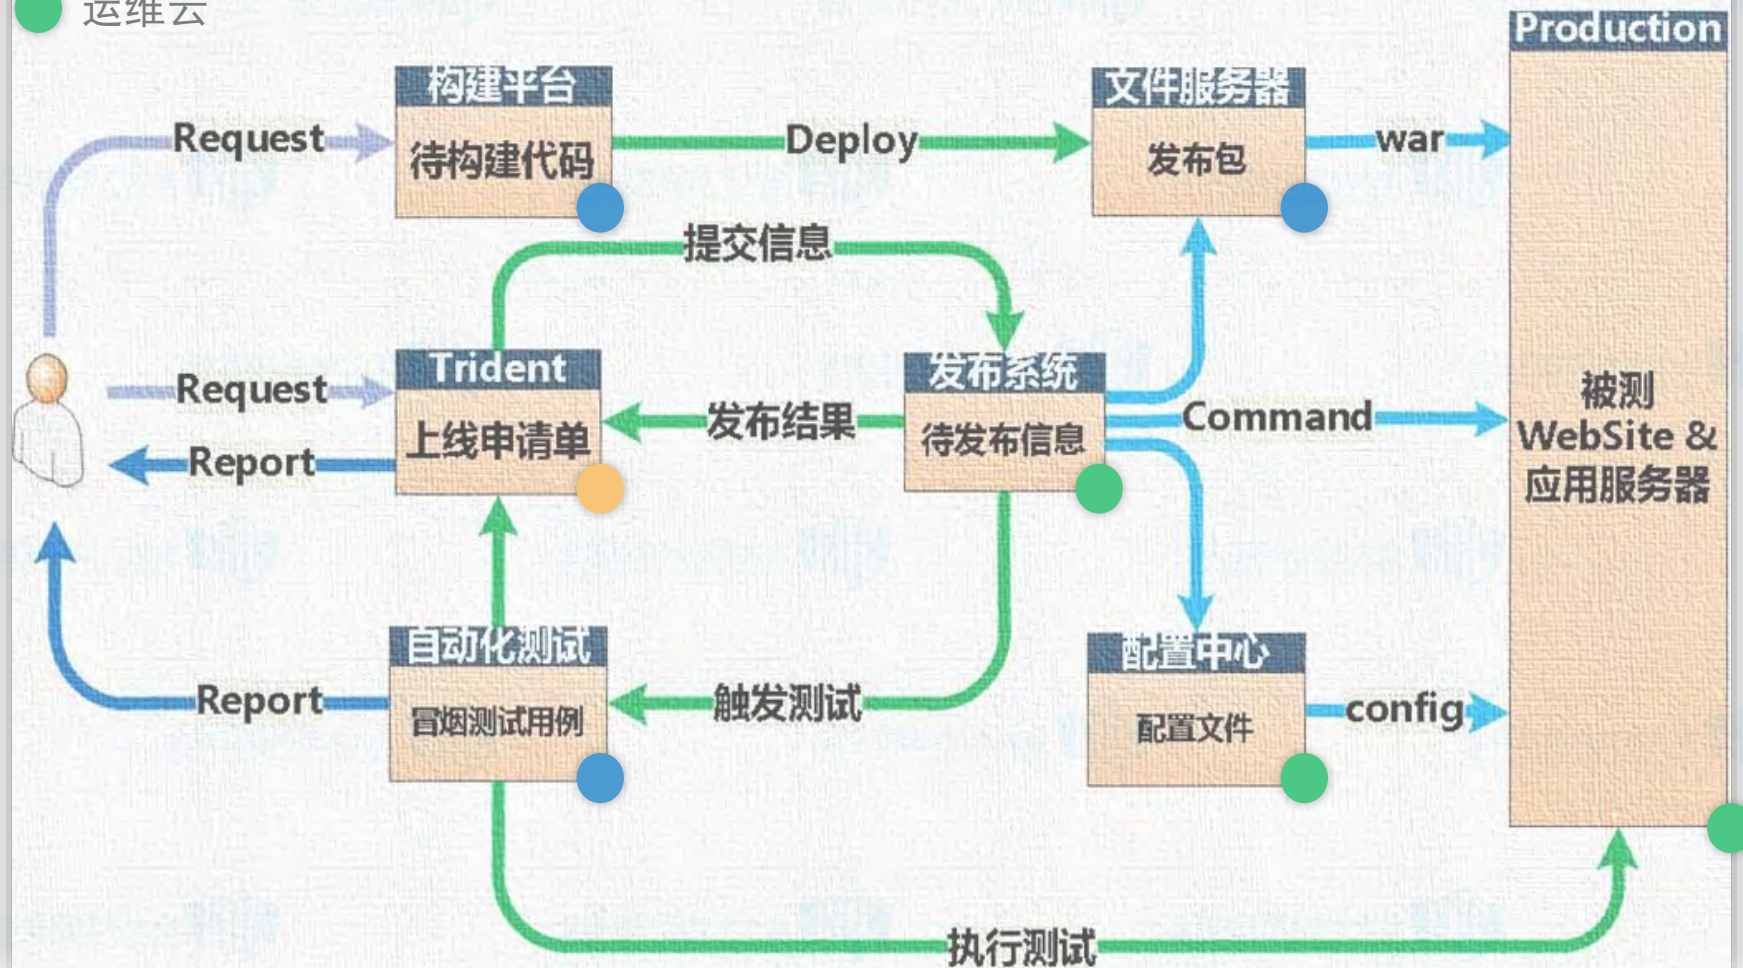 运维云
Production
构建平台
文件服务器
Request
Deploy
war
待构建代码
发布包
提交信息
Trident
发布系统
Request
发布结果
Command
被测
WebSite &
应用服务器
上线申请单
待发布信息
Report
自动化测试
配置中心
Report
触发测试
config
冒烟测试用例
配置文件
执行测试